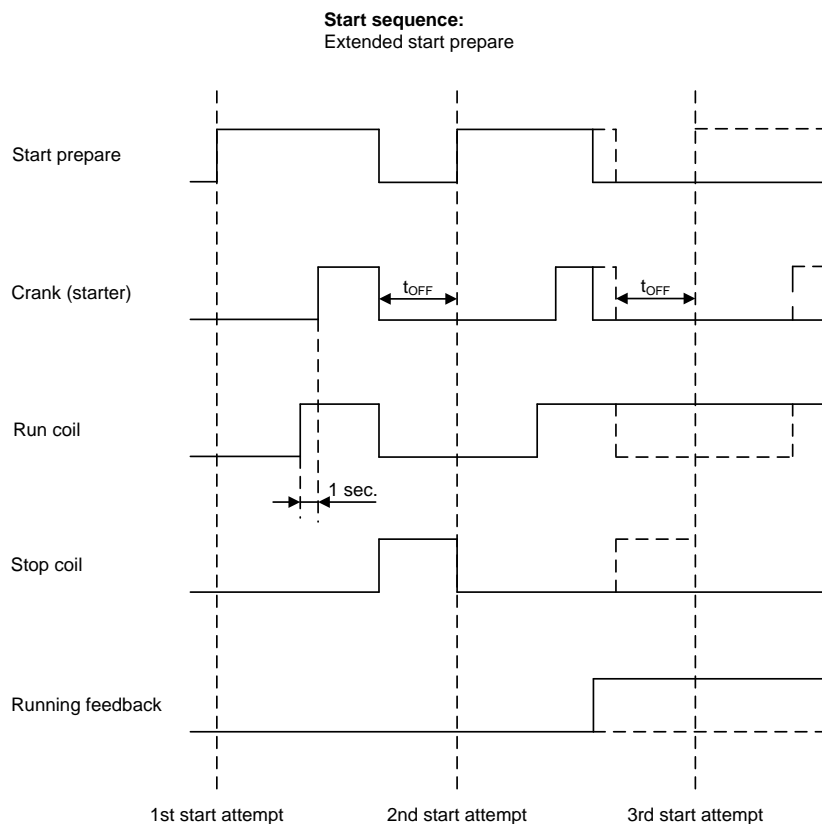 Start sequence:
Extended start prepare
Start prepare
Crank (starter)
tOFF
tOFF
Run coil
1 sec.
Stop coil
Running feedback
1st start attempt
2nd start attempt
3rd start attempt